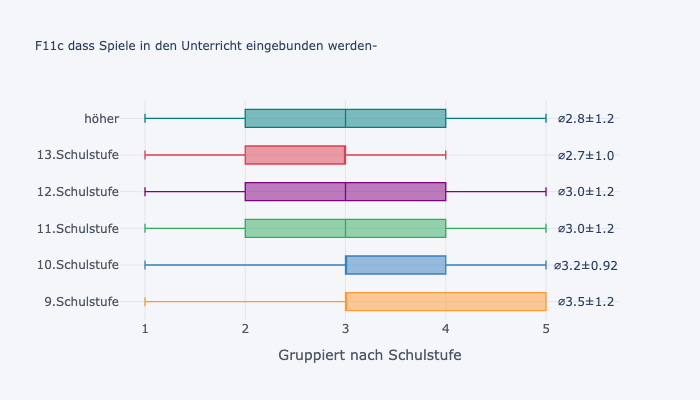 F11c dass Spiele in den Unterricht eingebunden werden-
höher ⌀2.8±1.2
13.Schulstufe ⌀2.7±1.0
12.Schulstufe ⌀3.0±1.2
11.Schulstufe ⌀3.0±1.2
10.Schulstufe ⌀3.2±0.92
9.Schulstufe ⌀3.5±1.2
1 2 3 4 5
Gruppiert nach Schulstufe